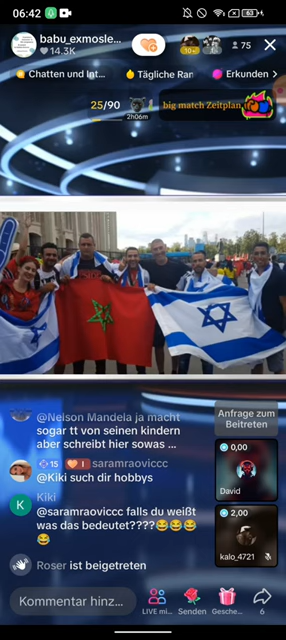 06:42
63
babu_exmosle...
14.3K
10+
75
Chatten und Int...
Tägliche Ran
Erkunden >
25/90
2h06m
big match Zeitplan
@Nelson Mandela ja macht
sogar tt von seinen kindern
aber schreibt hier sowas ...
Anfrage zum
Beitreten
15
1
saramraoviccc
@Kiki such dir hobbys
0,00
David
Kiki
@saramraoviccc falls du weißt
was das bedeutet????😂😂😂
😂
2,00
kalo_4721
Roser ist beigetreten
Kommentar hinz...
LIVE mi...
Senden
Gesche...
6